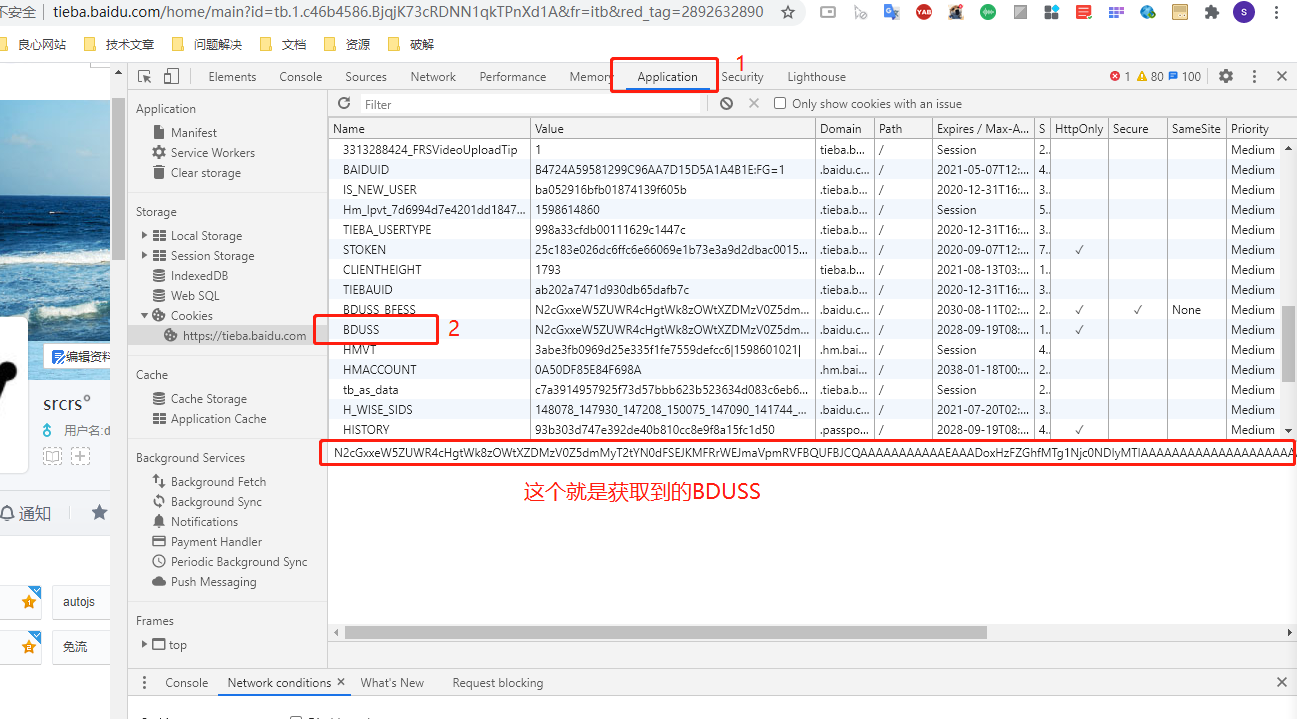 不安全 tieba.baidu.com/home/main?id=tb.1.c46b4586.BjqjK73cRDNN1qkTPnXd1A&fr=itb&red_tag=2892632890
良心网站 技术文章 问题解决 文档 资源 破解
Elements Console Sources Network Performance Memory Application 1 Security Lighthouse 1 80 100
Application
Manifest
Service Workers
Clear storage
Storage
Local Storage
Session Storage
IndexedDB
Web SQL
Cookies
https://tieba.baidu.com
Cache
Cache Storage
Application Cache
Background Services
Background Fetch
Background Sync
Notifications
Payment Handler
Periodic Background Sync
Push Messaging
Frames
top
Filter Only show cookies with an issue
Name Value Domain Path Expires / Max-A... S HttpOnly Secure SameSite Priority
3313288424_FRSVideoUploadTip 1 tieba.b... / Session 2.. Medium
BAIDUID B4724A59581299C96AA7D15D5A1A4B1E:FG=1 .baidu.c... / 2021-05-07T12:... 4.. Medium
IS_NEW_USER ba052916bfb01874139f605b .tieba.b... / 2020-12-31T16:... 3.. Medium
Hm_lpvt_7d6994d7e4201dd1847... 1598614860 .tieba.b... / Session 5.. Medium
TIEBA_USERTYPE 998a33cfdb00111629c1447c .tieba.b... / 2020-12-31T16:... 3.. Medium
STOKEN 25c183e026dc6ffc6e66069e1b73e3a9d2dbac0015... .tieba.b... / 2020-09-07T12:... 7.. ✓ Medium
CLIENTHEIGHT 1793 tieba.b... / 2021-08-13T03:... 1.. Medium
TIEBAUID ab202a7471d930db65dafb7c .tieba.b... / 2020-12-31T16:... 3.. Medium
BDUSS_BFESS N2cGxxeW5ZUWR4cHgtWk8zOWtXZDMzV0Z5dm... .baidu.c... / 2030-08-11T02:... 2.. ✓ ✓ None Medium
BDUSS 2 N2cGxxeW5ZUWR4cHgtWk8zOWtXZDMzV0Z5dm... .baidu.c... / 2028-09-19T08:... 1.. ✓ Medium
HMVT 3abe3fb0969d25e335f1fe7559defcc6|1598601021| .hm.bai... / Session 4.. Medium
HMACCOUNT 0A50DF85E84F698A .hm.bai... / 2038-01-18T00:... 2.. Medium
tb_as_data c7a3914957925f73d57bbb623b523634d083c6eb6... .tieba.b... / Session 2.. Medium
H_WISE_SIDS 148078_147930_147208_150075_147090_141744_... .baidu.c... / 2021-07-20T02:... 3.. Medium
HISTORY 93b303d747e392de40b810cc8e9f8a15fc1d50 .passpo... / 2028-09-19T08:... 4.. ✓ Medium
N2cGxxeW5ZUWR4cHgtWk8zOWtXZDMzV0Z5dmMyT2tYN0dFSEJKMFRrWEJmaVpmRVFBQUFBJCQAAAAAAAAAAAEAAADoxHzFZGhfMTg1Njc0NDIyMTIAAAAAAAAAAAAAAAAAAAA
这个就是获取到的BDUSS
编辑资料
srcrs
用户名:d
通知
autojs
免流
Console Network conditions What's New Request blocking